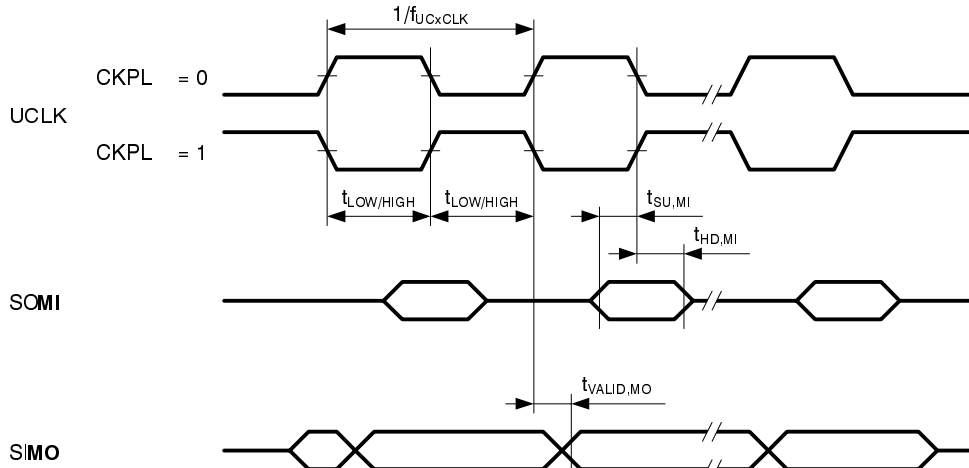 1/fUCxCLK
CKPL = 0
UCLK
CKPL = 1
tLOW/HIGH tLOW/HIGH tSU,MI
tHD,MI
SOMI
tVALID,MO
SIMO